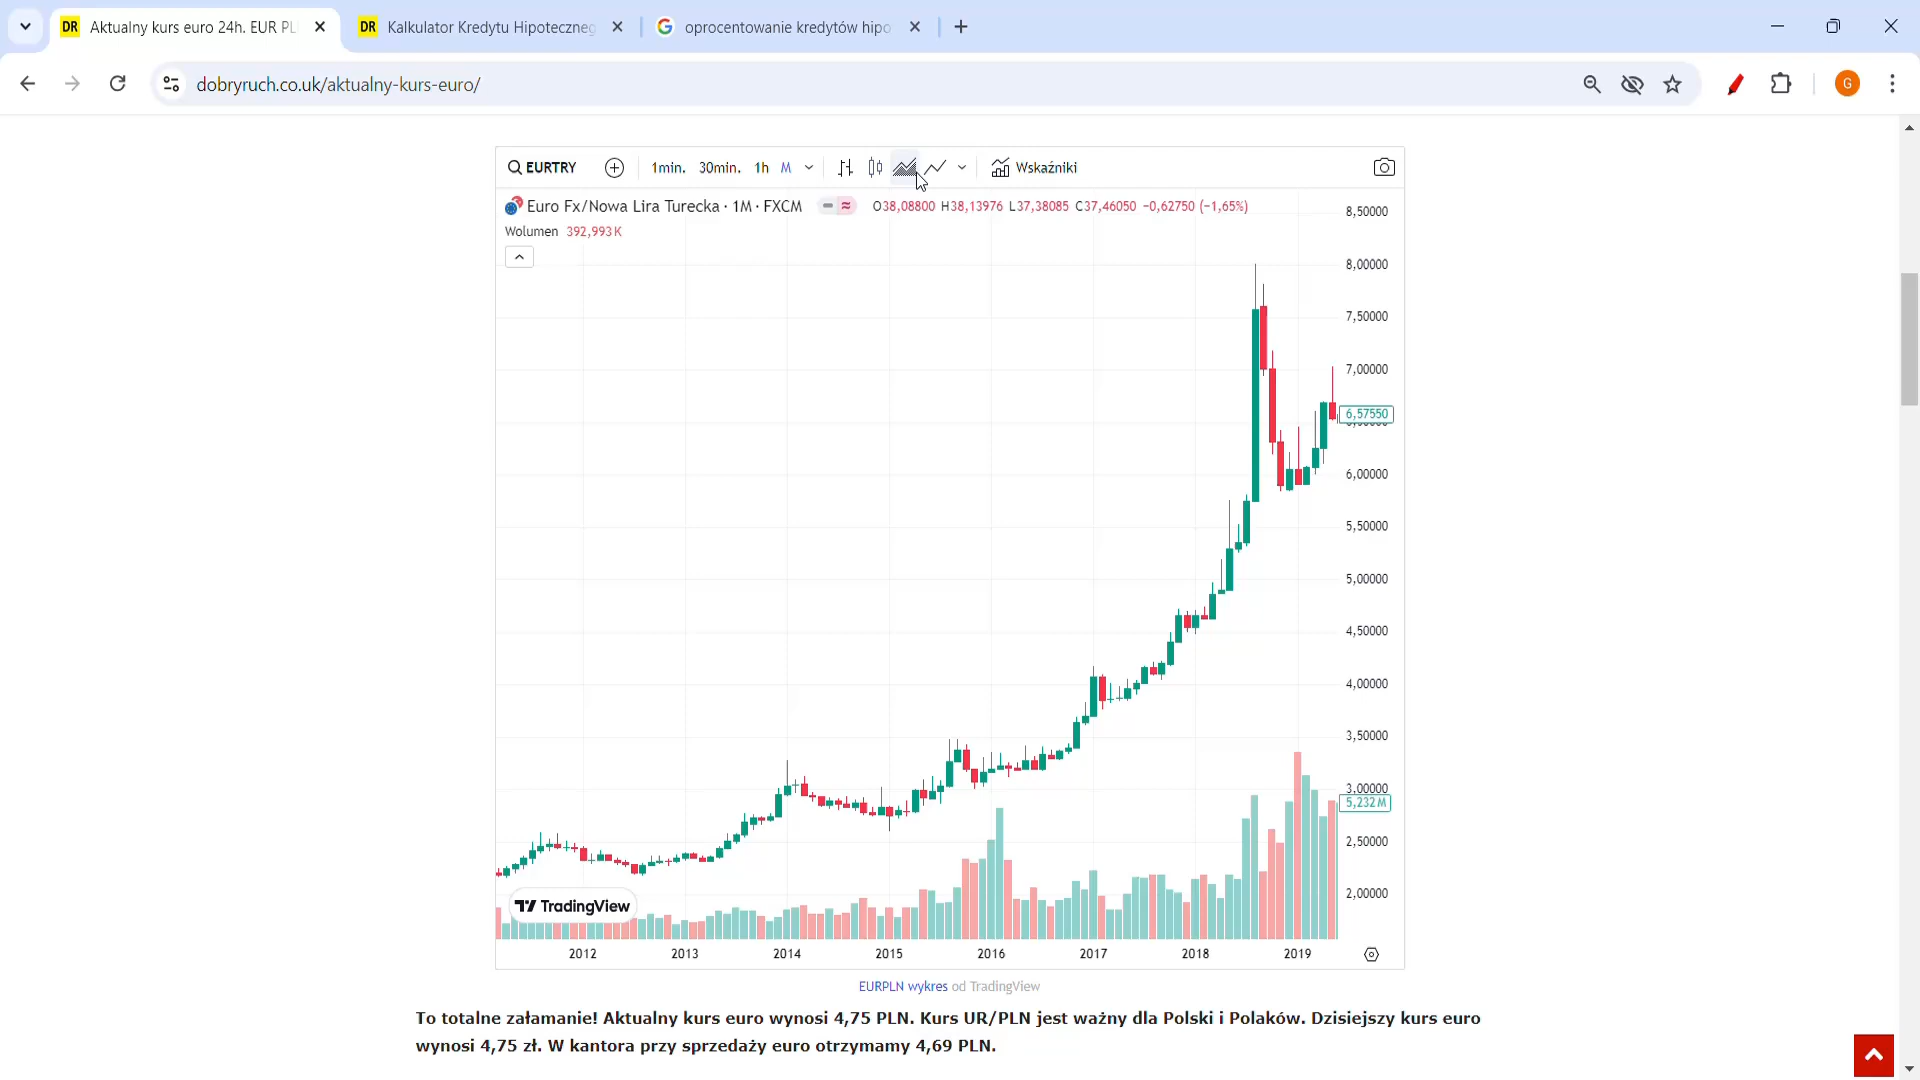 DR Aktualny kurs euro 24h. EUR PL
DR Kalkulator Kredytu Hipoteczneg
oprocentowanie kredytów hipo
dobryruch.co.uk/aktualny-kurs-euro/
G
EURTRY 1min. 30min. 1h M Wskaźniki
Euro Fx/Nowa Lira Turecka · 1M · FXCM O38,08800 H38,13976 L37,38085 C37,46050 −0,62750 (−1,65%)
Wolumen 392,993K
8,50000
8,00000
7,50000
7,00000
6,57550
6,00000
5,50000
5,00000
4,50000
4,00000
3,50000
3,00000
5,232M
2,50000
2,00000
TradingView
2012 2013 2014 2015 2016 2017 2018 2019
EURPLN wykres od TradingView
To totalne załamanie! Aktualny kurs euro wynosi 4,75 PLN. Kurs UR/PLN jest ważny dla Polski i Polaków. Dzisiejszy kurs euro
wynosi 4,75 zł. W kantora przy sprzedaży euro otrzymamy 4,69 PLN.